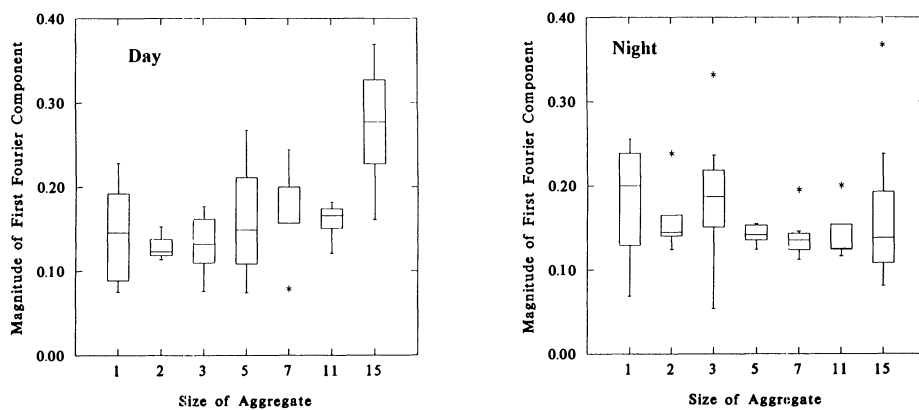 Day
Magnitude of First Fourier Component
0.40
0.30
0.20
0.10
0.00
*
1 2 3 5 7 11 15
Size of Aggregate
Night
Magnitude of First Fourier Component
0.40
0.30
0.20
0.10
0.00
* * * * *
1 2 3 5 7 11 15
Size of Aggregate